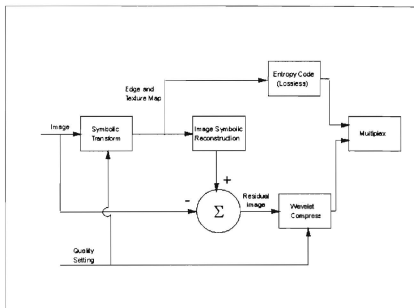 Entropy Code
(Lossless)
Edge and
Texture Map
Image
Symbolic
Transform
Image Symbolic
Reconstruction
Multiplex
+
-
Σ
Residual
Image
Wavelet
Compress
Quality
Setting